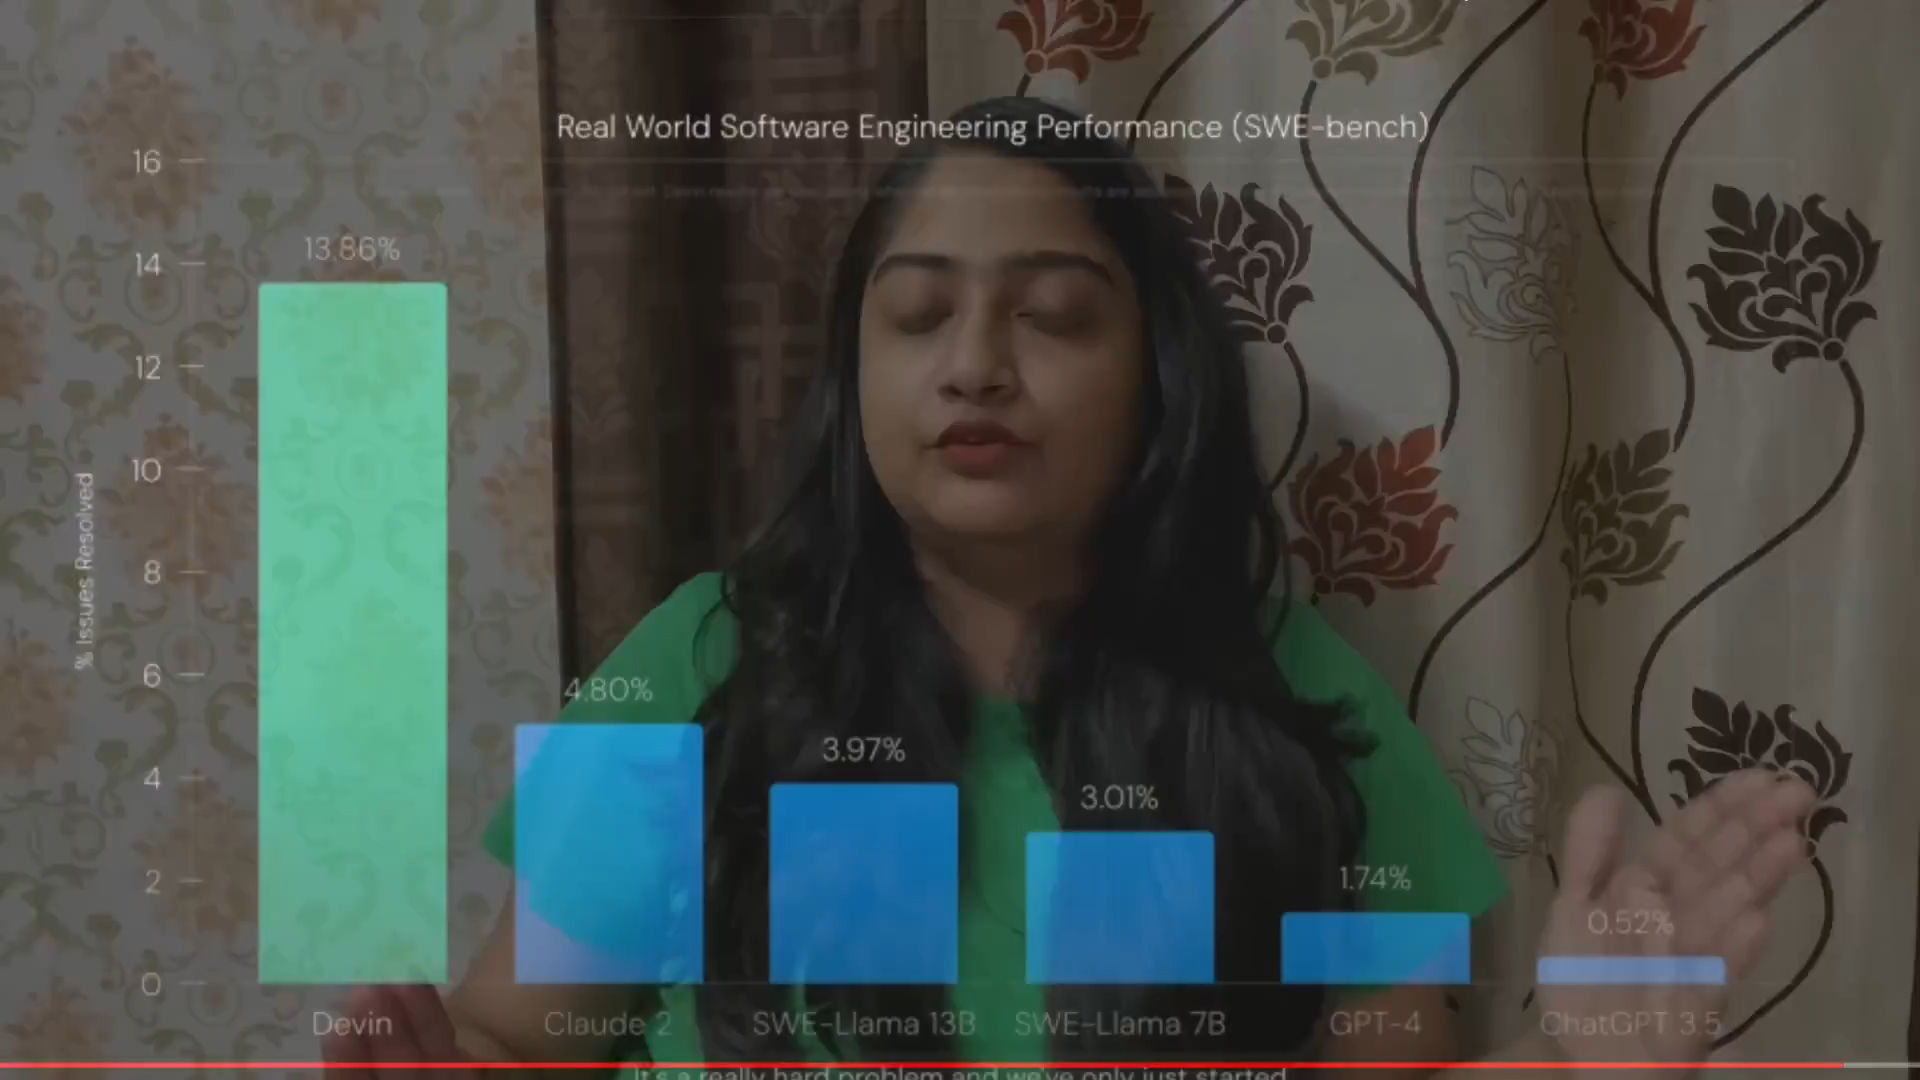 Real World Software Engineering Performance (SWE-bench)
16
14
12
10
8
6
4
2
0
% Issues Resolved
13.86%
4.80%
3.97%
3.01%
1.74%
0.52%
Devin
Claude 2
SWE-Llama 13B
SWE-Llama 7B
GPT-4
ChatGPT 3.5
It's a really hard problem and we've only just started